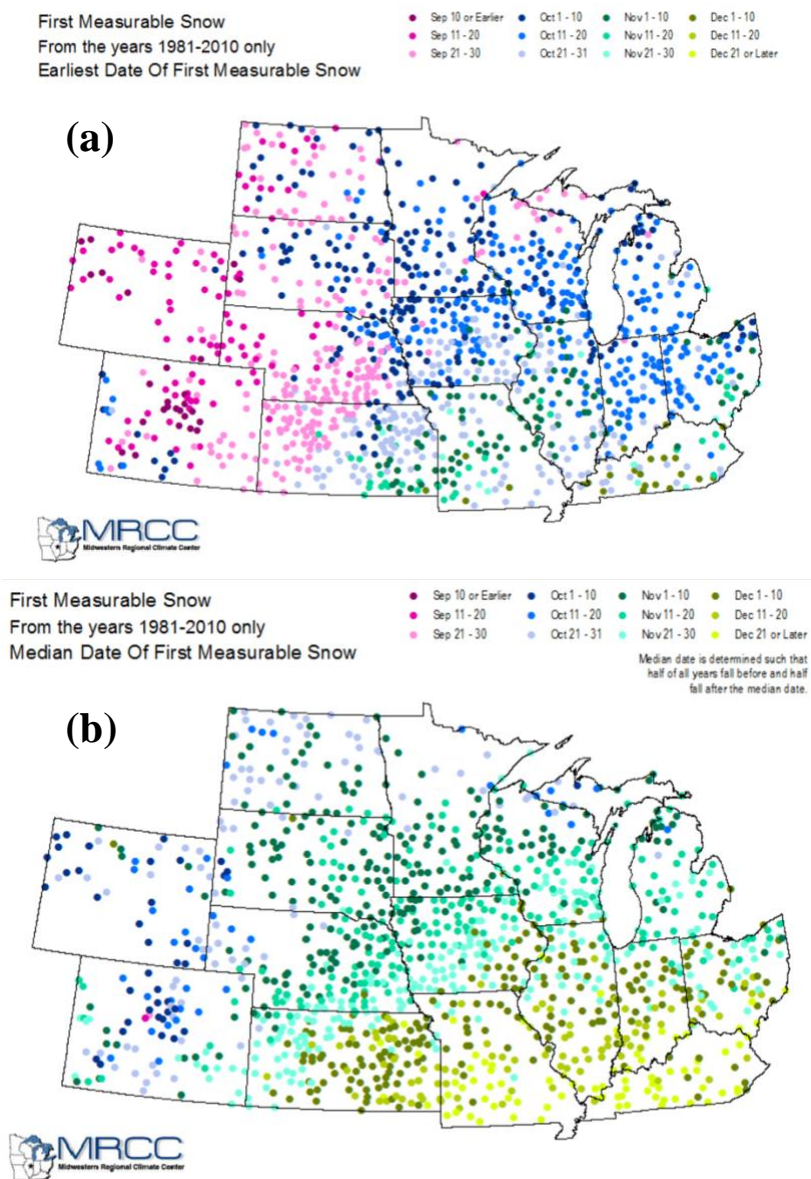 First Measurable Snow
From the years 1981-2010 only
Earliest Date Of First Measurable Snow
Sep 10 or Earlier Oct 1 - 10 Nov 1 - 10 Dec 1 - 10
Sep 11 - 20 Oct 11 - 20 Nov 11 - 20 Dec 11 - 20
Sep 21 - 30 Oct 21 - 31 Nov 21 - 30 Dec 21 or Later
(a)
MRCC
Midwestern Regional Climate Center
First Measurable Snow
From the years 1981-2010 only
Median Date Of First Measurable Snow
Sep 10 or Earlier Oct 1 - 10 Nov 1 - 10 Dec 1 - 10
Sep 11 - 20 Oct 11 - 20 Nov 11 - 20 Dec 11 - 20
Sep 21 - 30 Oct 21 - 31 Nov 21 - 30 Dec 21 or Later
Median date is determined such that
half of all years fall before and half
fall after the median date.
(b)
MRCC
Midwestern Regional Climate Center